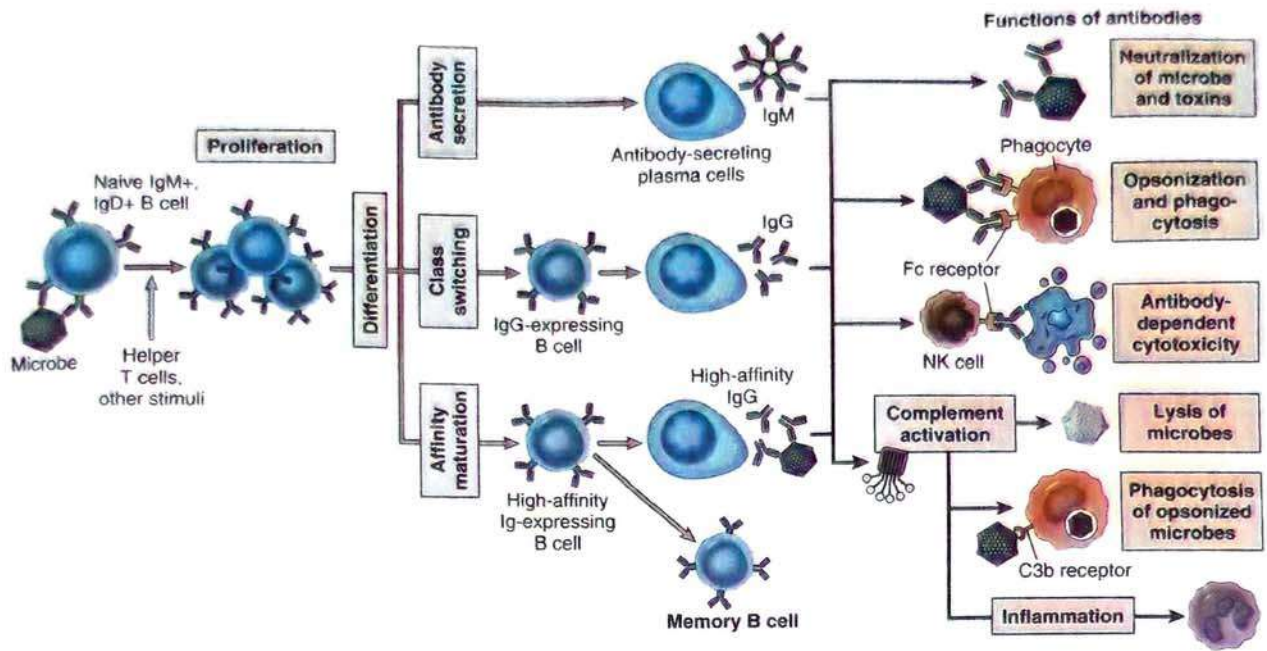 Functions of antibodies
Neutralization
of microbe
and toxins
Antibody
secretion
IgM
Proliferation
Antibody-secreting
plasma cells
Phagocyte
Naive IgM+,
IgD+ B cell
Opsonization
and phago-
cytosis
IgG
Differentiation
Class
switching
Fc receptor
IgG-expressing
B cell
Antibody-
dependent
cytotoxicity
Microbe
Helper
T cells,
other stimuli
NK cell
High-affinity
IgG
Affinity
maturation
Complement
activation
Lysis of
microbes
High-affinity
Ig-expressing
B cell
Phagocytosis
of opsonized
microbes
C3b receptor
Memory B cell
Inflammation